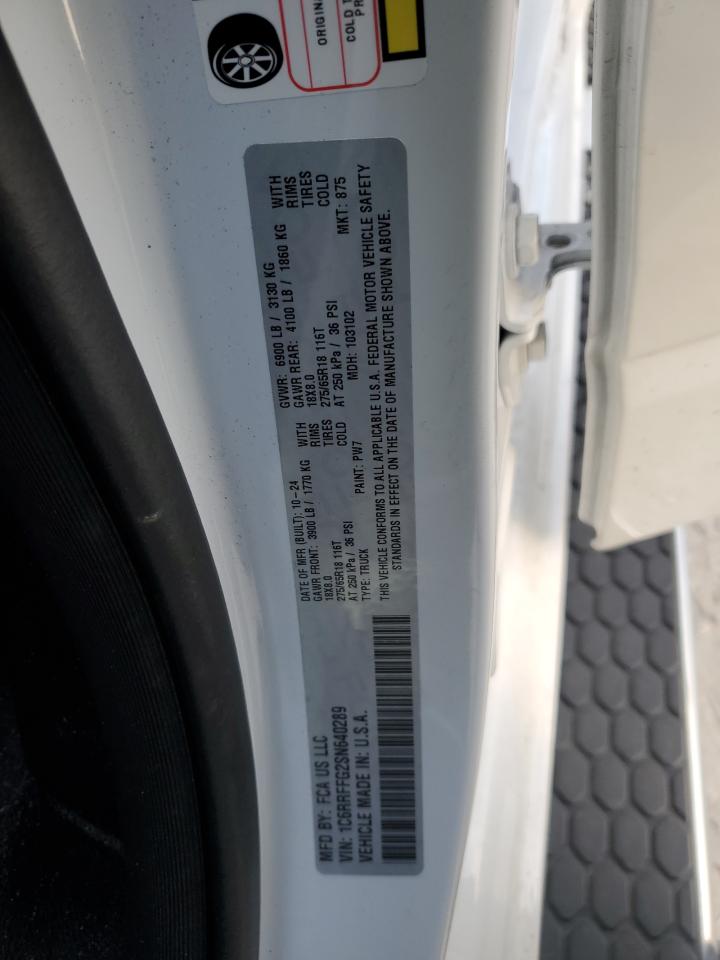 MFD BY: FCA US LLC
VIN: 1C6RRFFG2SN640289
VEHICLE MADE IN: U.S.A.
DATE OF MFR (BUILT): 10-24 GVWR: 6900 LB / 3130 KG
GAWR FRONT: 3900 LB / 1770 KG WITH GAWR REAR: 4100 LB / 1860 KG WITH
18X8.0 RIMS 18X8.0 RIMS
275/65R18 116T TIRES 275/65R18 116T TIRES
AT 250 kPa / 36 PSI COLD AT 250 kPa / 36 PSI COLD
TYPE: TRUCK PAINT: PW7 MDH: 103102 MKT: 875
THIS VEHICLE CONFORMS TO ALL APPLICABLE U.S.A. FEDERAL MOTOR VEHICLE SAFETY
STANDARDS IN EFFECT ON THE DATE OF MANUFACTURE SHOWN ABOVE.
ORIGINA
COLD T
PR